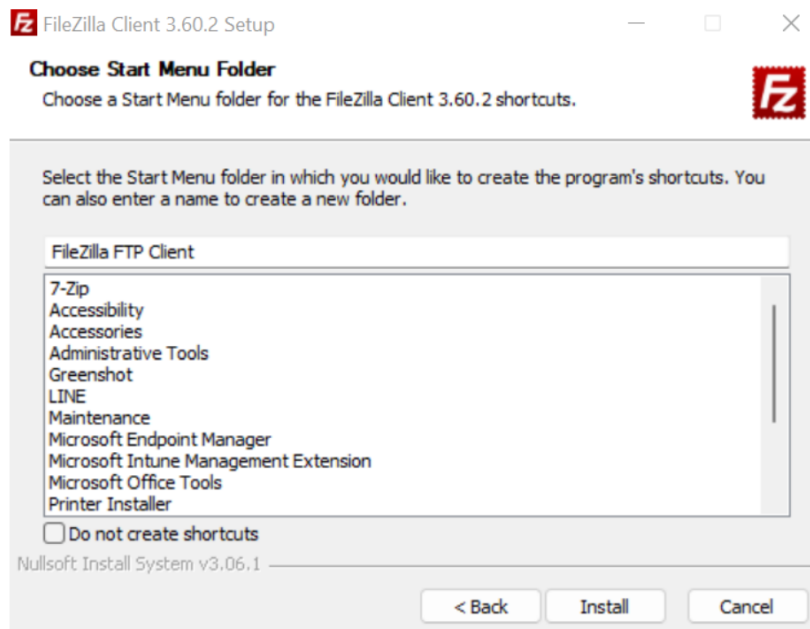 FileZilla Client 3.60.2 Setup
Choose Start Menu Folder
Choose a Start Menu folder for the FileZilla Client 3.60.2 shortcuts.
Select the Start Menu folder in which you would like to create the program's shortcuts. You
can also enter a name to create a new folder.
FileZilla FTP Client
7-Zip
Accessibility
Accessories
Administrative Tools
Greenshot
LINE
Maintenance
Microsoft Endpoint Manager
Microsoft Intune Management Extension
Microsoft Office Tools
Printer Installer
Do not create shortcuts
Nullsoft Install System v3.06.1
< Back
Install
Cancel